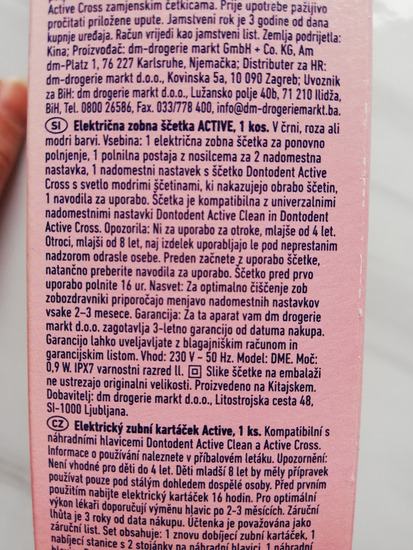 Active Cross zamjenskim četkicama. Prije upotrebe pažljivo
pročitati priložene upute. Jamstveni rok je 3 godine od dana
kupnje uređaja. Račun vrijedi kao jamstveni list. Zemlja podrijetla:
Kina; Proizvođač: dm-drogerie markt GmbH + Co. KG, Am
dm-Platz 1, 76 227 Karlsruhe, Njemačka; Distributer za HR:
dm-drogerie markt d.o.o., Kovinska 5a, 10 090 Zagreb; Uvoznik
za BiH: dm drogerie markt d.o.o., Lužansko polje 40b, 71 210 Ilidža,
BiH, Tel. 0800 26586, Fax. 033/778 400, info@dm-drogeriemarkt.ba.
SI Električna zobna ščetka ACTIVE, 1 kos. V črni, roza ali
modri barvi. Vsebina: 1 električna zobna ščetka za ponovno
polnjenje, 1 polnilna postaja z nosilcema za 2 nadomestna
nastavka, 1 nadomestni nastavek s ščetko Dontodent Active
Cross s svetlo modrimi ščetinami, ki nakazujejo obrabo ščetin,
1 navodila za uporabo. Ščetka je kompatibilna z univerzalnimi
nadomestnimi nastavki Dontodent Active Clean in Dontodent
Active Cross. Opozorila: Ni za uporabo za otroke, mlajše od 4 let.
Otroci, mlajši od 8 let, naj izdelek uporabljajo le pod neprestanim
nadzorom odrasle osebe. Preden začnete z uporabo ščetke,
natančno preberite navodila za uporabo. Ščetko pred prvo
uporabo polnite 16 ur. Nasvet: Za optimalno čiščenje zob
zobozdravniki priporočajo menjavo nadomestnih nastavkov
vsake 2–3 mesece. Garancija: Za ta aparat vam dm drogerie
markt d.o.o. zagotavlja 3-letno garancijo od datuma nakupa.
Garancijo lahko uveljavljate z blagajniškim računom in
garancijskim listom. Vhod: 230 V – 50 Hz. Model: DME. Moč:
0,9 W. IPX7 varnostni razred ll. Slike ščetke na embalaži
ne ustrezajo originalni velikosti. Proizvedeno na Kitajskem.
Dobavitelj: dm drogerie markt d.o.o., Litostrojska cesta 48,
SI-1000 Ljubljana.
CZ Elektrický zubní kartáček Active, 1 ks. Kompatibilní s
náhradními hlavicemi Dontodent Active Clean a Active Cross.
Informace o používání naleznete v příbalovém letáku. Upozornění:
Není vhodné pro děti do 4 let. Děti mladší 8 let by měly přípravek
používat pouze pod stálým dohledem dospělé osoby. Před prvním
použitím nabijte elektrický kartáček 16 hodin. Pro optimální
výkon lékaři doporučují výměnu hlavic po 2-3 měsících. Záruční
lhůta je 3 roky od data nákupu. Účtenka je považována jako
záruční list. Set obsahuje: 1 znovu dobíjecí zubní kartáček, 1
nabíjecí stanice s 2 stojánky na náhradní hlavici, 1 náhradní